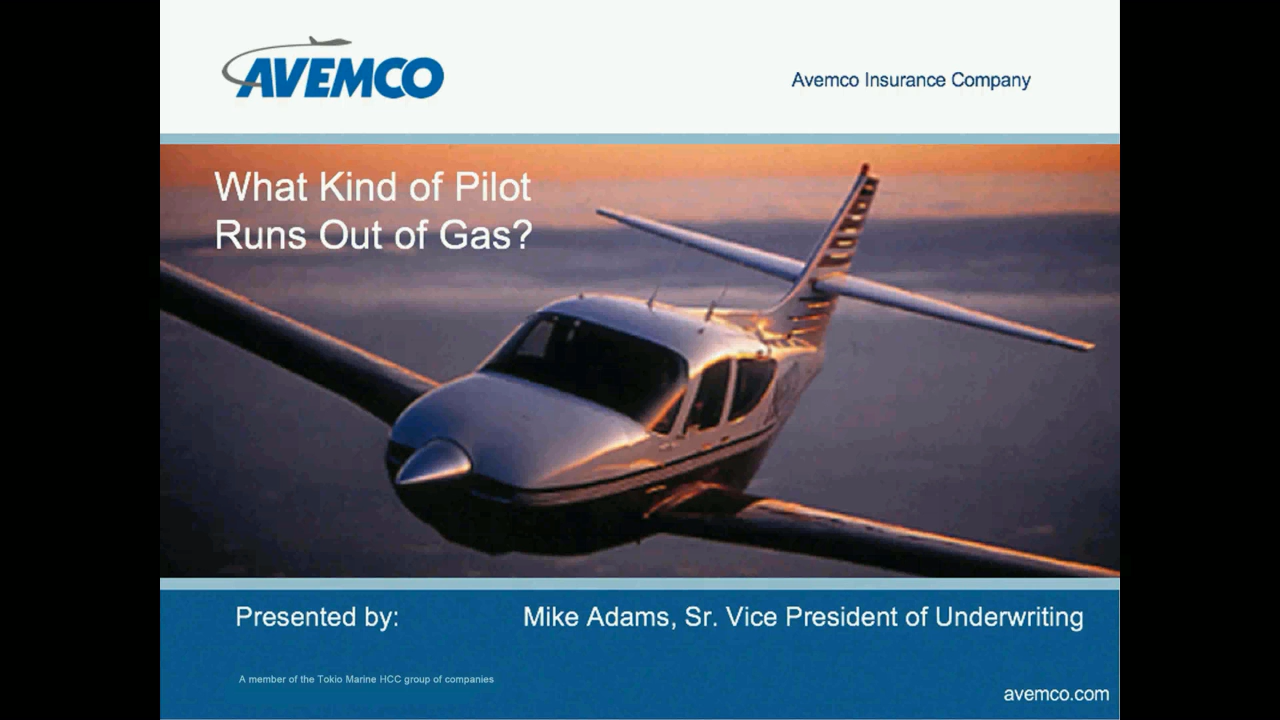 AVEMCO
Avemco Insurance Company
What Kind of Pilot
Runs Out of Gas?
Presented by: Mike Adams, Sr. Vice President of Underwriting
A member of the Tokio Marine HCC group of companies
avemco.com